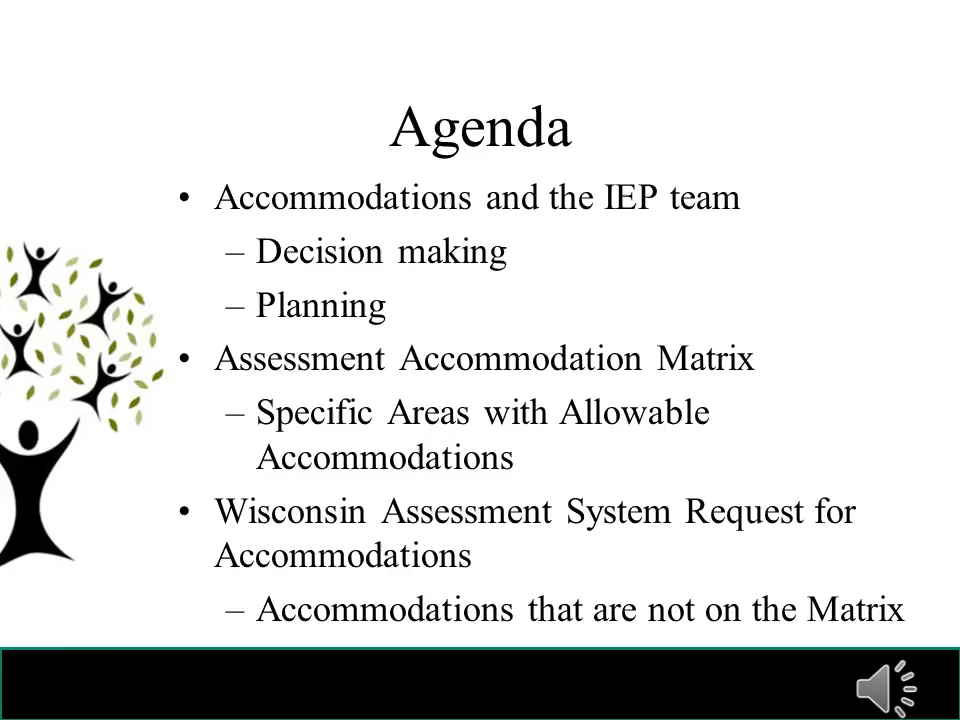 Agenda
• Accommodations and the IEP team
– Decision making
– Planning
• Assessment Accommodation Matrix
– Specific Areas with Allowable
Accommodations
• Wisconsin Assessment System Request for
Accommodations
– Accommodations that are not on the Matrix